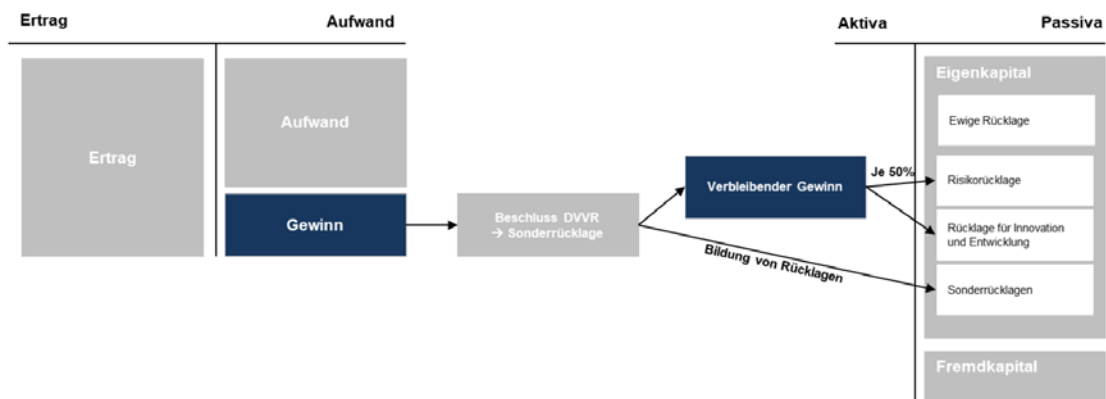 Ertrag
Aufwand
Ertrag
Aufwand
Gewinn
Beschluss DVVR
→ Sonderrücklage
Verbleibender Gewinn
Je 50%
Bildung von Rücklagen
Aktiva
Passiva
Eigenkapital
Ewige Rücklage
Risikorücklage
Rücklage für Innovation
und Entwicklung
Sonderrücklagen
Fremdkapital